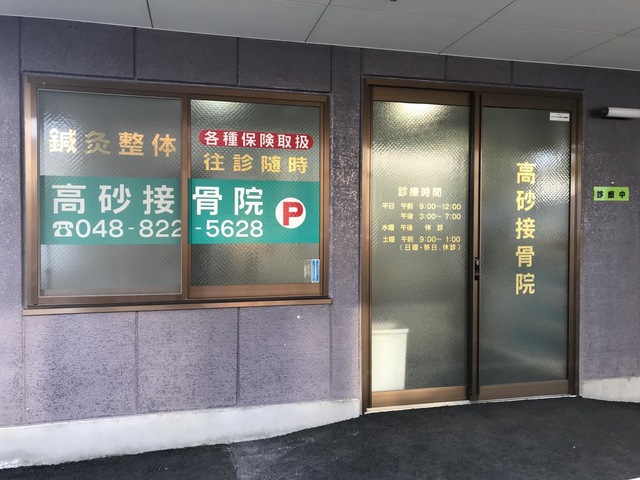 鍼灸整体
各種保険取扱
往診随時
高砂接骨院
☎048-822-5628
P
診療時間
平日 午前 9:00〜12:00
午後 3:00〜7:00
水曜 午後 休診
土曜 午前 9:00〜1:00
(日曜・祭日、休診)
高砂接骨院
診療中